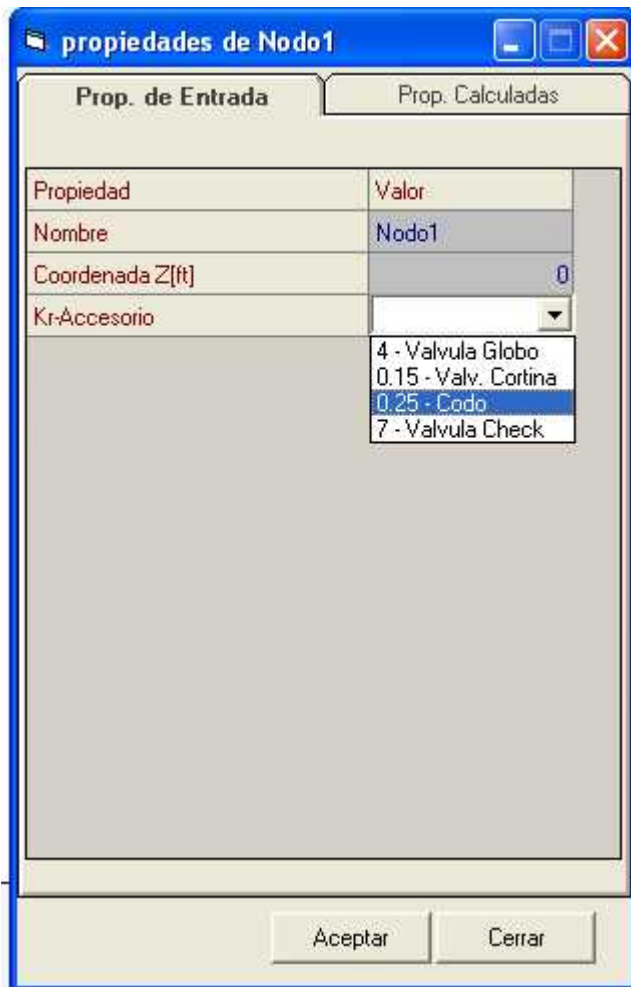 propiedades de Nodo1
Prop. de Entrada Prop. Calculadas
Propiedad Valor
Nombre Nodo1
Coordenada Z[ft] 0
Kr-Accesorio
4 - Valvula Globo
0.15 - Valv. Cortina
0.25 - Codo
7 - Valvula Check
Aceptar Cerrar